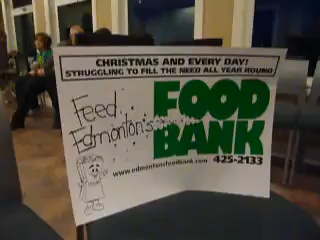 CHRISTMAS AND EVERY DAY!
STRUGGLING TO FILL THE NEED ALL YEAR ROUND
Feed
Edmonton's
FOOD
BANK
www.edmontonsfoodbank.com 425-2133